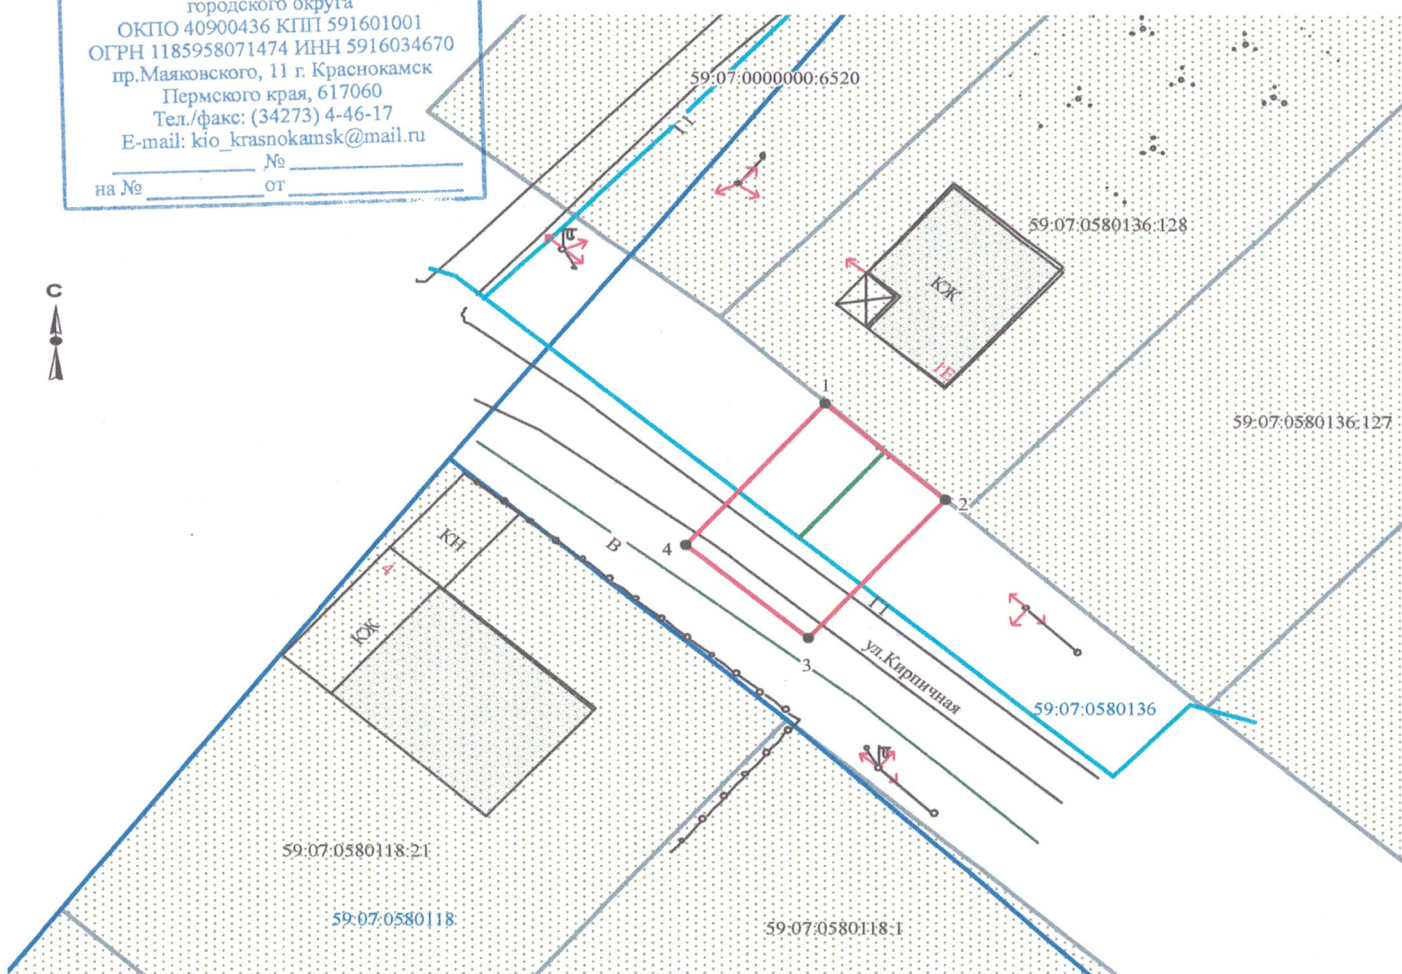 городского округа
ОКПО 40900436 КПП 591601001
ОГРН 1185958071474 ИНН 5916034670
пр.Маяковского, 11 г. Краснокамск
Пермского края, 617060
Тел./факс: (34273) 4-46-17
E-mail: kio_krasnokamsk@mail.ru
№
на № от
С
59:07:0000000:6520
59:07:0580136:128
КЖ
1Е
1
59:07:0580136:127
2
4
В
КН
4
КЖ
3
ул.Кирпичная
59:07:0580136
59:07:0580118:21
59:07:0580118
59:07:0580118:1